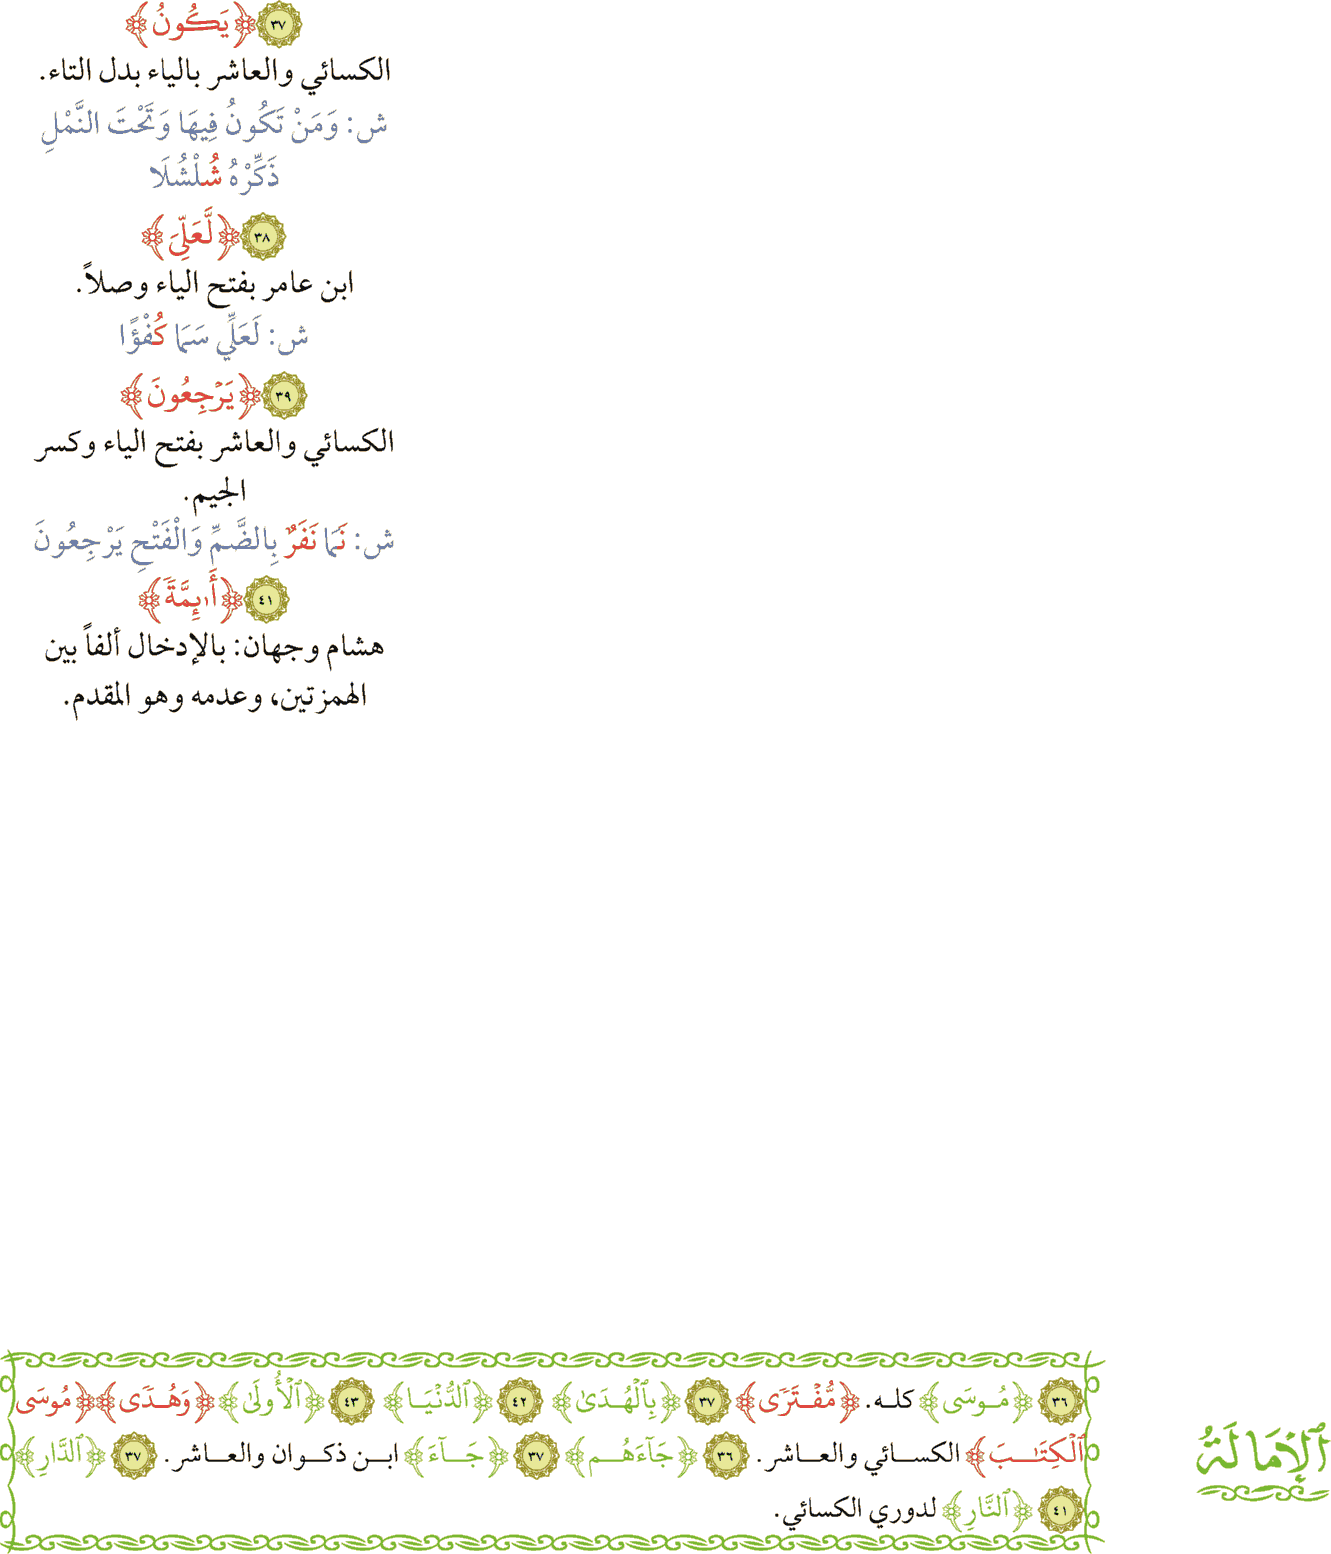 ٣٧ ﴿يَكُونُ﴾
الكسائي والعاشر بالياء بدل التاء.
ش: وَمَنْ تَكُونُ فِيهَا وَتَحْتَ النَّمْلِ
ذَكِّرْهُ شُلْشُلَا
٣٨ ﴿لَّعَلِّيَ﴾
ابن عامر بفتح الياء وصلاً.
ش: لَعَلِّي سَمَا كُفْؤًا
٣٩ ﴿يَرْجِعُونَ﴾
الكسائي والعاشر بفتح الياء وكسر
الجيم.
ش: نَمَا نَفَرٌ بِالضَّمِّ وَالْفَتْحِ يَرْجِعُونَ
٤١ ﴿أَئِمَّةٗ﴾
هشام وجهان: بالإدخال ألفاً بين
الهمزتين، وعدمه وهو المقدم.
٣٦ ﴿مُوسَى﴾ كله. ﴿مُّفْتَرٗى﴾ ٣٧ ﴿بِٱلْهُدَىٰ﴾ ٤٢ ﴿ٱلدُّنْيَا﴾ ٤٣ ﴿ٱلْأُولَىٰ﴾ ﴿وَهُدٗى﴾ ﴿مُوسَى
ٱلْكِتَٰبَ﴾ الكسائي والعاشر. ٣٦ ﴿جَآءَهُم﴾ ٣٧ ﴿جَآءَ﴾ ابن ذكوان والعاشر. ٣٧ ﴿ٱلدَّارِ﴾
٤١ ﴿ٱلنَّارِ﴾ لدوري الكسائي.
ٱلْإِمَالَةُ